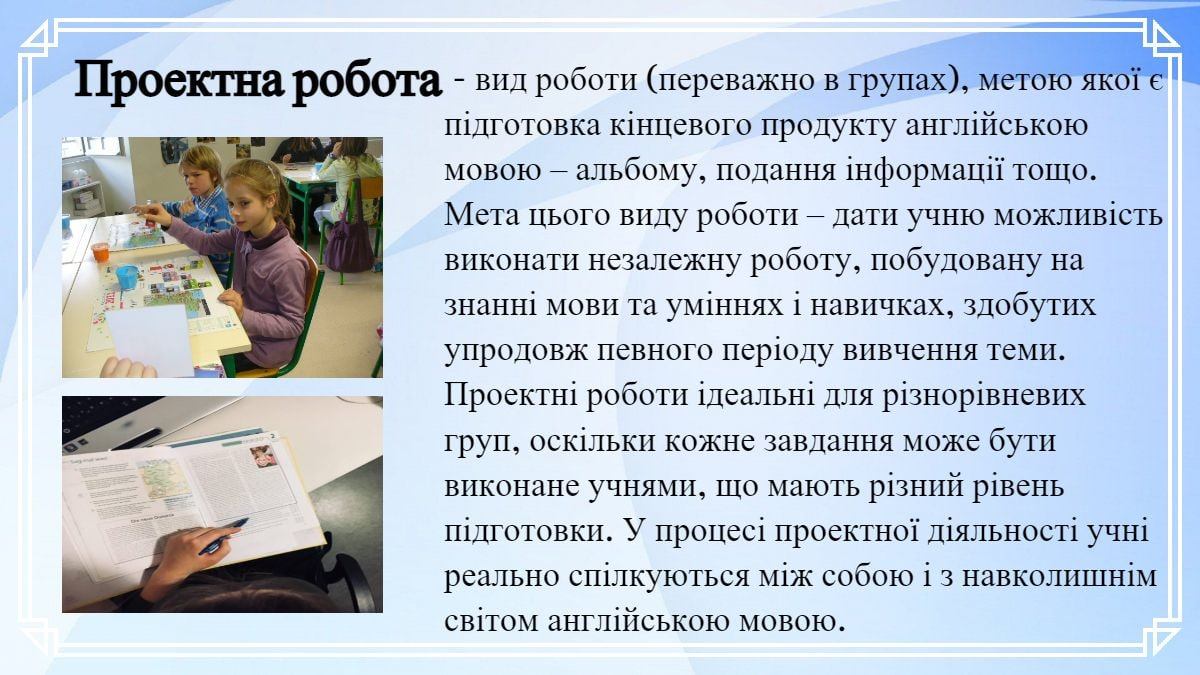 Проектна робота - вид роботи (переважно в групах), метою якої є
підготовка кінцевого продукту англійською
мовою – альбому, подання інформації тощо.
Мета цього виду роботи – дати учню можливість
виконати незалежну роботу, побудовану на
знанні мови та уміннях і навичках, здобутих
упродовж певного періоду вивчення теми.
Проектні роботи ідеальні для різнорівневих
груп, оскільки кожне завдання може бути
виконане учнями, що мають різний рівень
підготовки. У процесі проектної діяльності учні
реально спілкуються між собою і з навколишнім
світом англійською мовою.